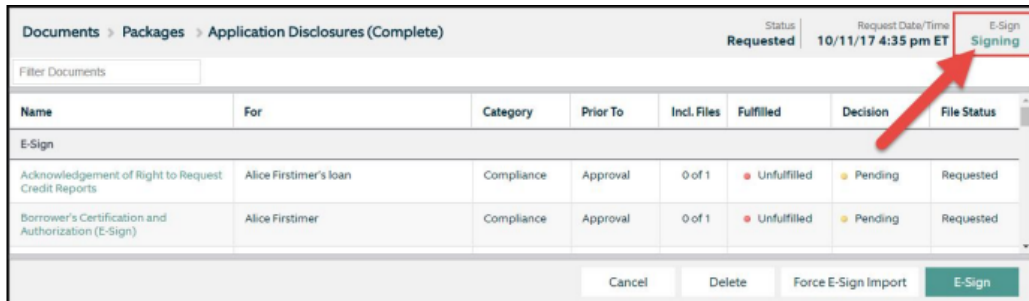 Documents > Packages > Application Disclosures (Complete)
Status
Requested
Request Date/Time
10/11/17 4:35 pm ET
E-Sign
Signing
Filter Documents
Name For Category Prior To Incl. Files Fulfilled Decision File Status
E-Sign
Acknowledgement of Right to Request
Credit Reports
Alice Firstimer's loan Compliance Approval 0 of 1 Unfulfilled Pending Requested
Borrower's Certification and
Authorization (E-Sign)
Alice Firstimer Compliance Approval 0 of 1 Unfulfilled Pending Requested
Cancel Delete Force E-Sign Import E-Sign